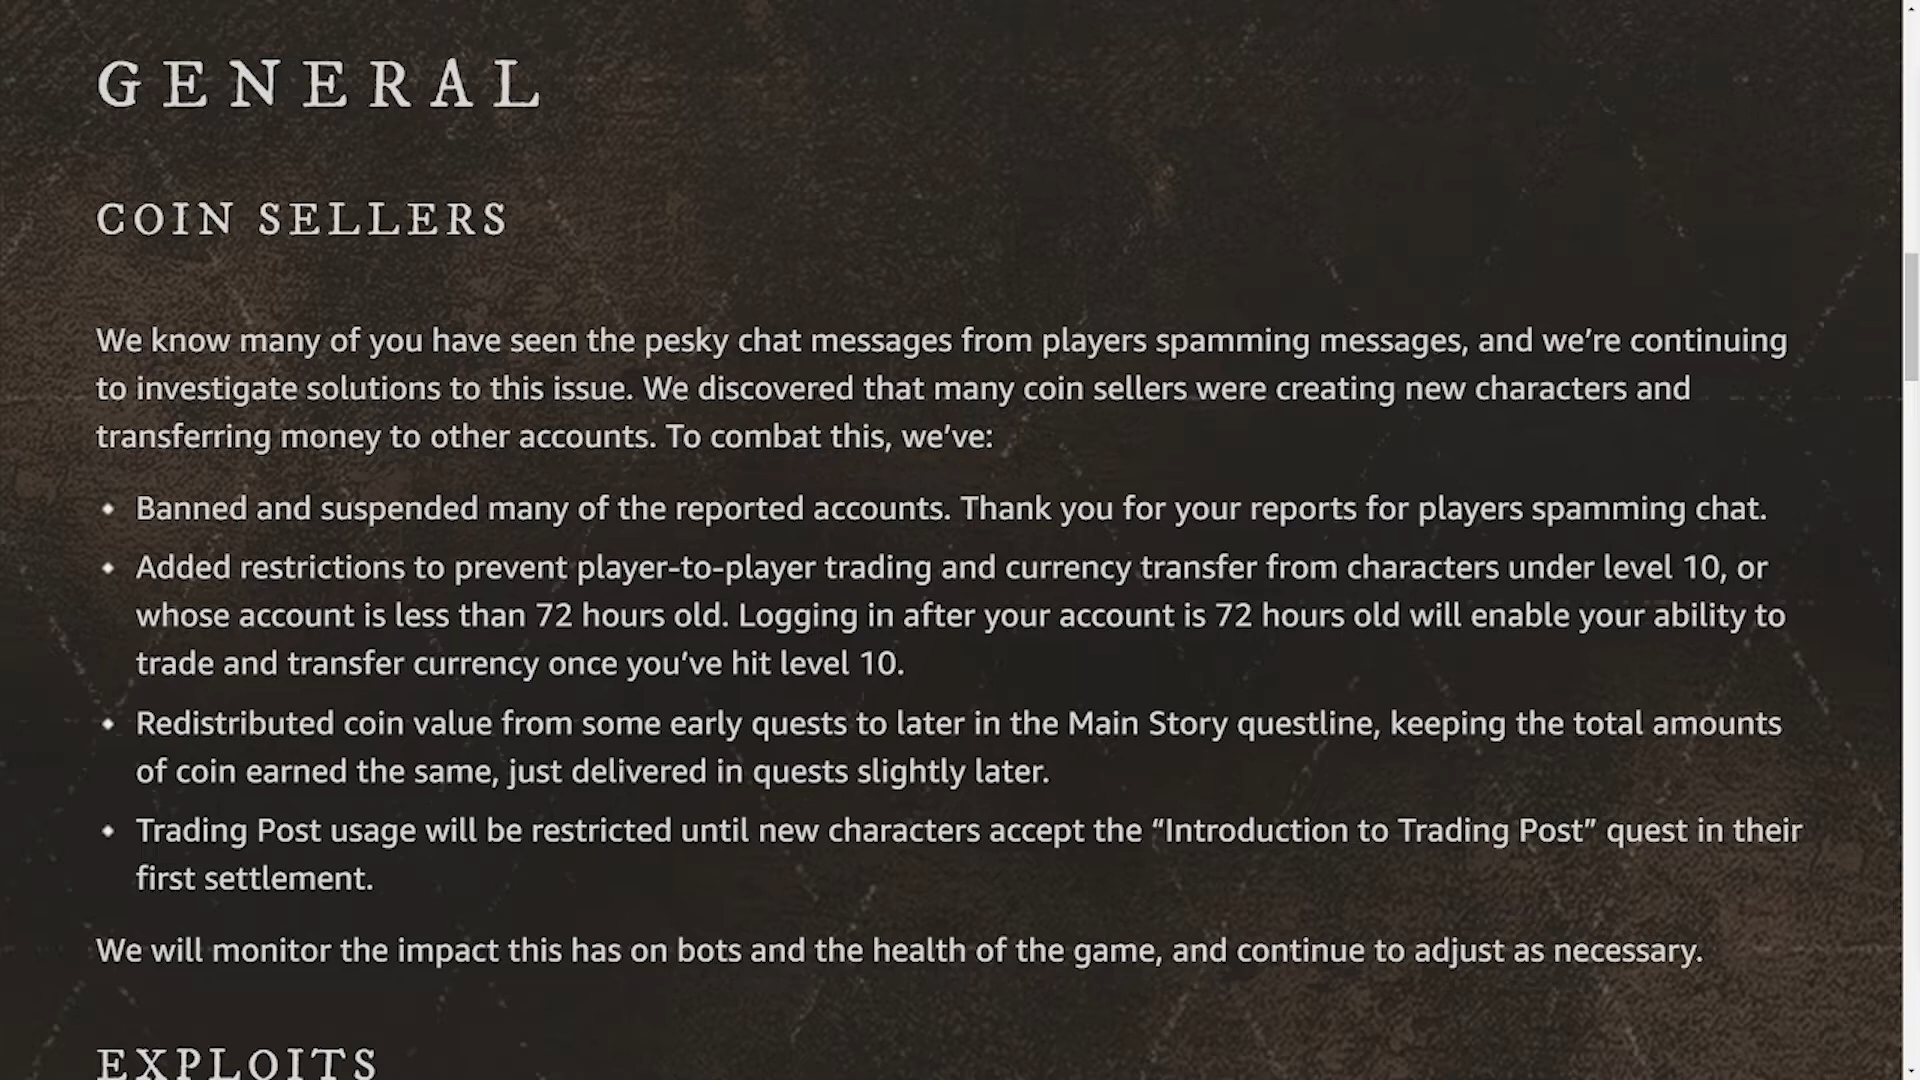 GENERAL
COIN SELLERS
We know many of you have seen the pesky chat messages from players spamming messages, and we’re continuing
to investigate solutions to this issue. We discovered that many coin sellers were creating new characters and
transferring money to other accounts. To combat this, we’ve:
• Banned and suspended many of the reported accounts. Thank you for your reports for players spamming chat.
• Added restrictions to prevent player-to-player trading and currency transfer from characters under level 10, or
whose account is less than 72 hours old. Logging in after your account is 72 hours old will enable your ability to
trade and transfer currency once you’ve hit level 10.
• Redistributed coin value from some early quests to later in the Main Story questline, keeping the total amounts
of coin earned the same, just delivered in quests slightly later.
• Trading Post usage will be restricted until new characters accept the “Introduction to Trading Post” quest in their
first settlement.
We will monitor the impact this has on bots and the health of the game, and continue to adjust as necessary.
EXPLOITS